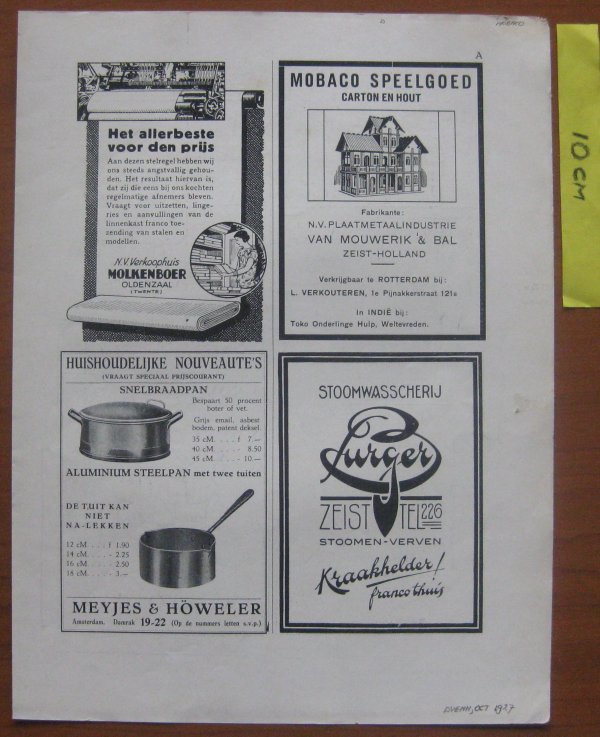 A
Het allerbeste
voor den prijs
Aan dezen stelregel hebben wij
ons steeds angstvallig gehou-
den. Het resultaat hiervan is,
dat zij die eens bij ons kochten
regelmatige afnemers bleven.
Vraagt voor uitzetten, linge-
ries en aanvullingen van de
linnenkast franco toe-
zending van stalen en
modellen.
N.V. Verkoophuis
MOLKENBOER
OLDENZAAL
(TWENTE)
MOBACO SPEELGOED
CARTON EN HOUT
Fabrikante:
N.V. PLAATMETAALINDUSTRIE
VAN MOUWERIK & BAL
ZEIST-HOLLAND
Verkrijgbaar te ROTTERDAM bij:
L. VERKOUTEREN, 1e Pijnakkerstraat 121a
In INDIË bij:
Toko Onderlinge Hulp, Weltevreden.
HUISHOUDELIJKE NOUVEAUTE'S
(VRAAGT SPECIAAL PRIJSCOURANT)
SNELBRAADPAN
Bespaart 50 procent
boter of vet.
Grijs email, asbest
bodem, patent deksel.
35 cM. . . . f 7.—
40 cM. . . . - 8.50
45 cM. . . . - 10.—
ALUMINIUM STEELPAN met twee tuiten
DE TUIT KAN
NIET
NA-LEKKEN
12 cM. . . . f 1.90
14 cM. . . . - 2.25
16 cM. . . . - 2.50
18 cM. . . . - 3.—
MEYJES & HÖWELER
Amsterdam, Damrak 19-22 (Op de nummers letten s.v.p.)
STOOMWASSCHERIJ
Purger
ZEIST TEL 226
STOOMEN-VERVEN
Kraakhelder!
franco thuis
10 cm
OCT 1927